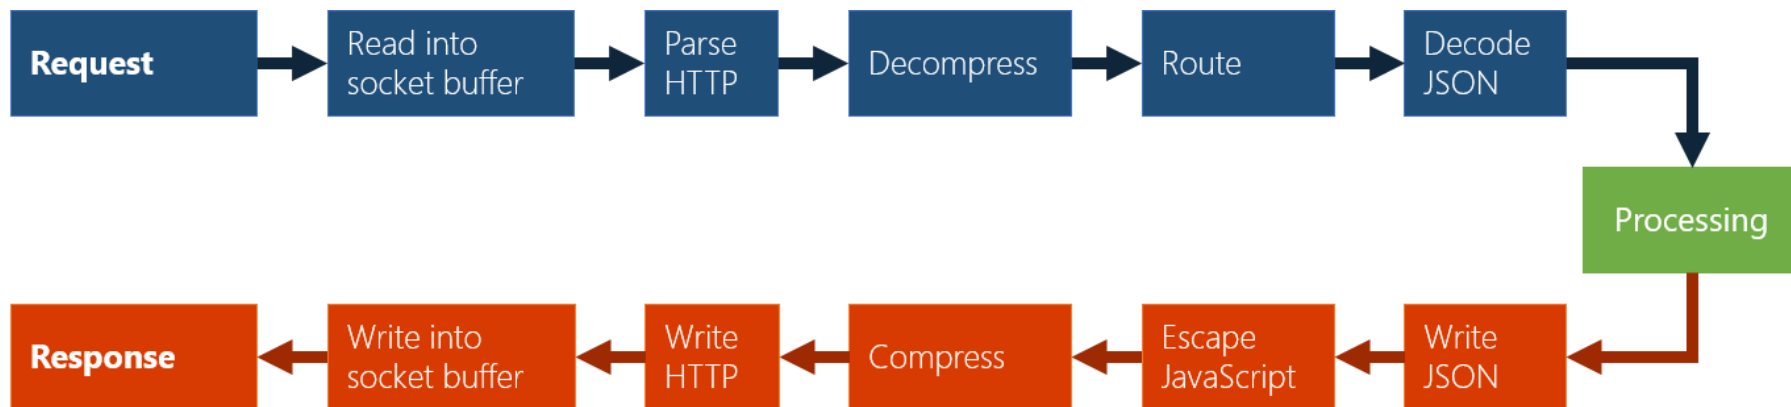 Request
Read into
socket buffer
Parse
HTTP
Decompress
Route
Decode
JSON
Processing
Response
Write into
socket buffer
Write
HTTP
Compress
Escape
JavaScript
Write
JSON